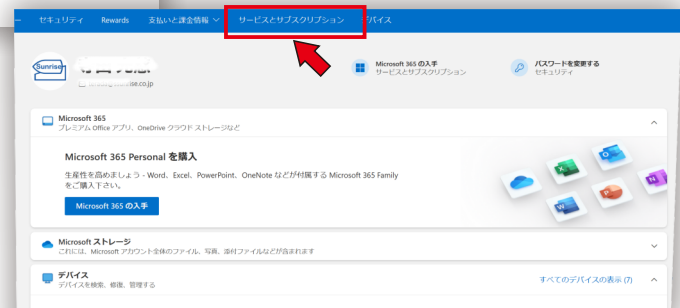 セキュリティ Rewards 支払いと課金情報 サービスとサブスクリプション デバイス
Sunrise
Microsoft 365 の入手
サービスとサブスクリプション
パスワードを変更する
セキュリティ
Microsoft 365
プレミアム Office アプリ、OneDrive クラウド ストレージなど
Microsoft 365 Personal を購入
生産性を高めましょう - Word、Excel、PowerPoint、OneNote などが付属する Microsoft 365 Family
をご購入下さい。
Microsoft 365 の入手
Microsoft ストレージ
これには、Microsoft アカウント全体のファイル、写真、添付ファイルなどが含まれます
デバイス
デバイスを検索、修復、管理する
すべてのデバイスの表示 (7)